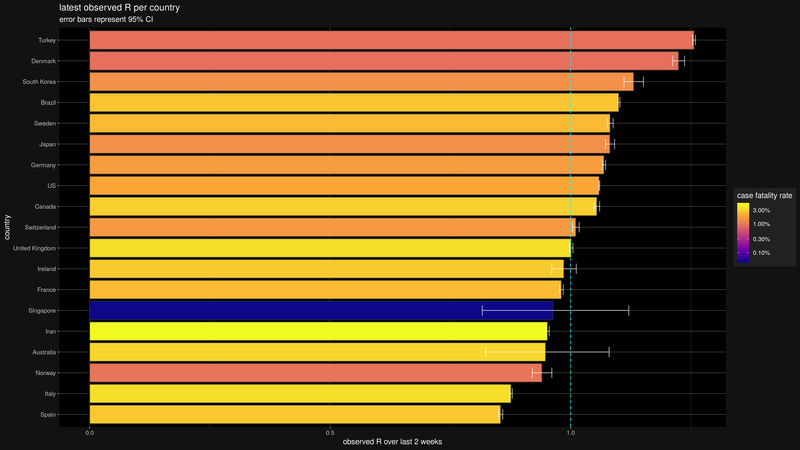 latest observed R per country
error bars represent 95% CI
country
Turkey
Denmark
South Korea
Brazil
Sweden
Japan
Germany
US
Canada
Switzerland
United Kingdom
Ireland
France
Singapore
Iran
Australia
Norway
Italy
Spain
0.0 0.5 1.0
observed R over last 2 weeks
case fatality rate
3.00%
1.00%
0.30%
0.10%